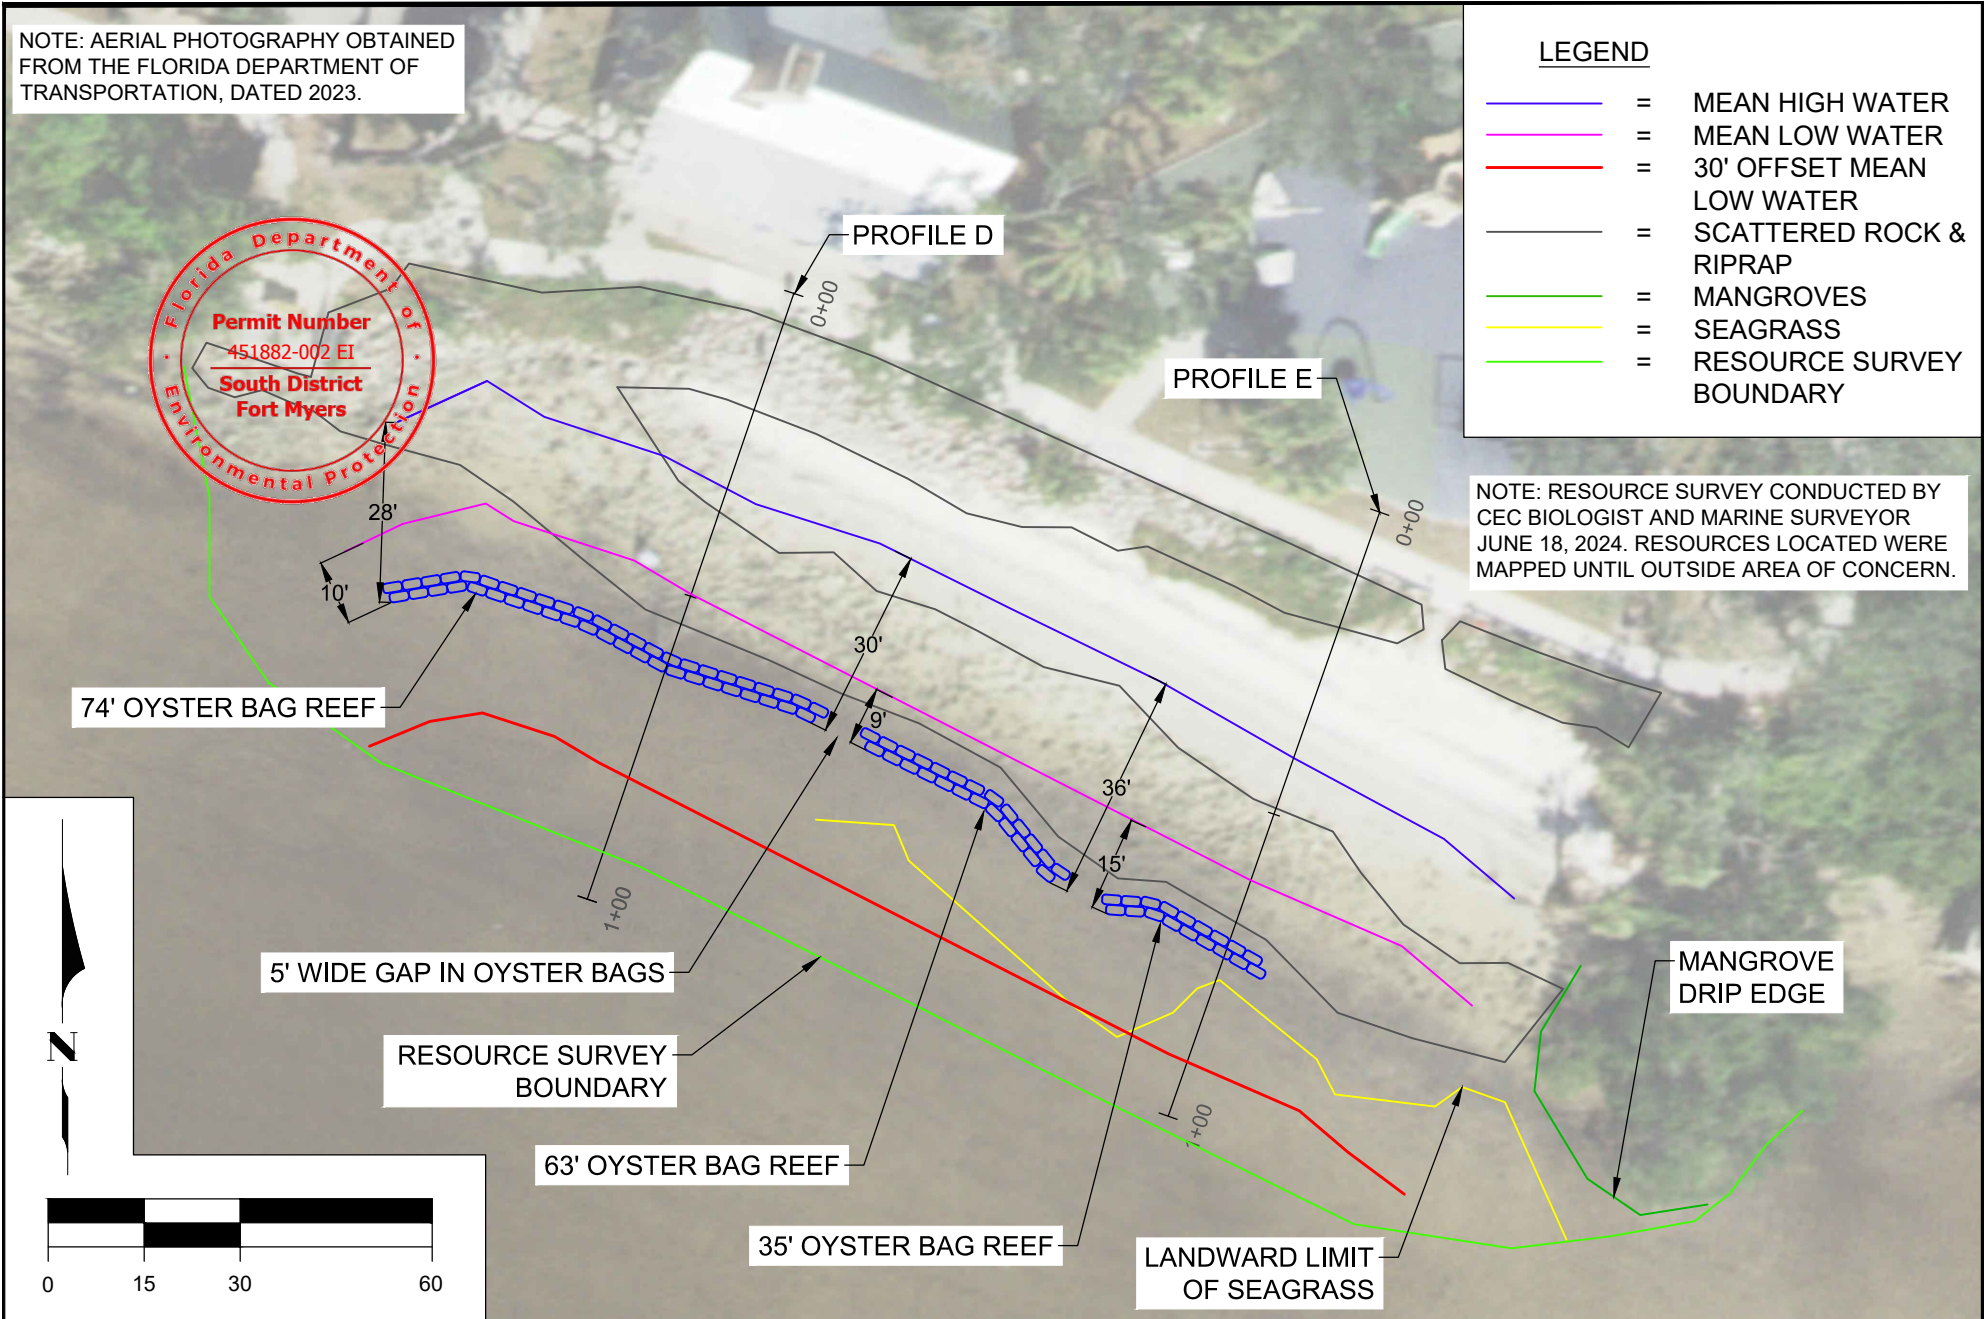 NOTE: AERIAL PHOTOGRAPHY OBTAINED
FROM THE FLORIDA DEPARTMENT OF
TRANSPORTATION, DATED 2023.
LEGEND
= MEAN HIGH WATER
= MEAN LOW WATER
= 30' OFFSET MEAN
LOW WATER
= SCATTERED ROCK &
RIPRAP
= MANGROVES
= SEAGRASS
= RESOURCE SURVEY
BOUNDARY
NOTE: RESOURCE SURVEY CONDUCTED BY
CEC BIOLOGIST AND MARINE SURVEYOR
JUNE 18, 2024. RESOURCES LOCATED WERE
MAPPED UNTIL OUTSIDE AREA OF CONCERN.
Florida Department of
Environmental Protection
Permit Number
451882-002 EI
South District
Fort Myers
PROFILE D
0+00
PROFILE E
0+00
28'
10'
30'
9'
36'
15'
74' OYSTER BAG REEF
1+00
5' WIDE GAP IN OYSTER BAGS
MANGROVE
DRIP EDGE
RESOURCE SURVEY
BOUNDARY
1+00
63' OYSTER BAG REEF
35' OYSTER BAG REEF
LANDWARD LIMIT
OF SEAGRASS
N
0 15 30 60